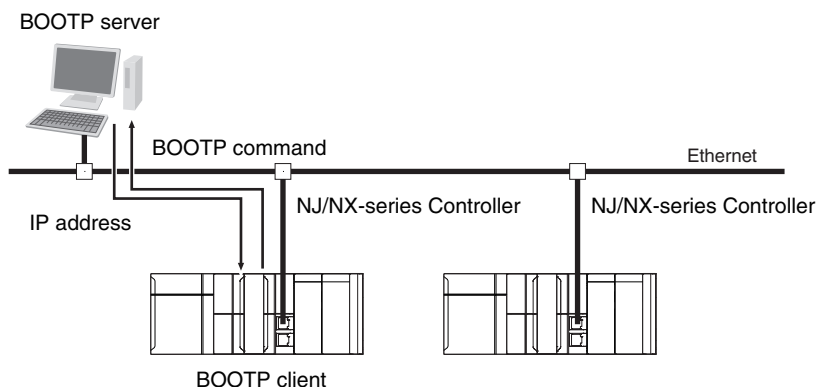 BOOTP server
BOOTP command
Ethernet
IP address
NJ/NX-series Controller
NJ/NX-series Controller
BOOTP client